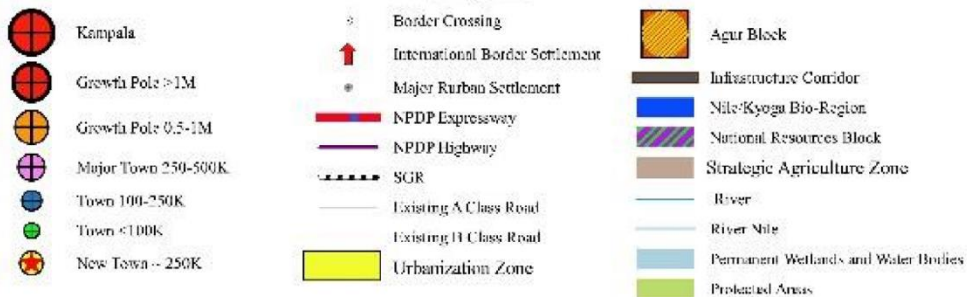 Kampala
Growth Pole >1M
Growth Pole 0.5-1M
Major Town 250-500K
Town 100-250K
Town <100K
New Town ~ 250K
Border Crossing
International Border Settlement
Major Rurban Settlement
NPDP Expressway
NPDP Highway
SGR
Existing A Class Road
Existing B Class Road
Urbanization Zone
Agur Block
Infrastructure Corridor
Nile/Kyoga Bio-Region
National Resources Block
Strategic Agriculture Zone
River
River Nile
Permanent Wetlands and Water Bodies
Protected Areas